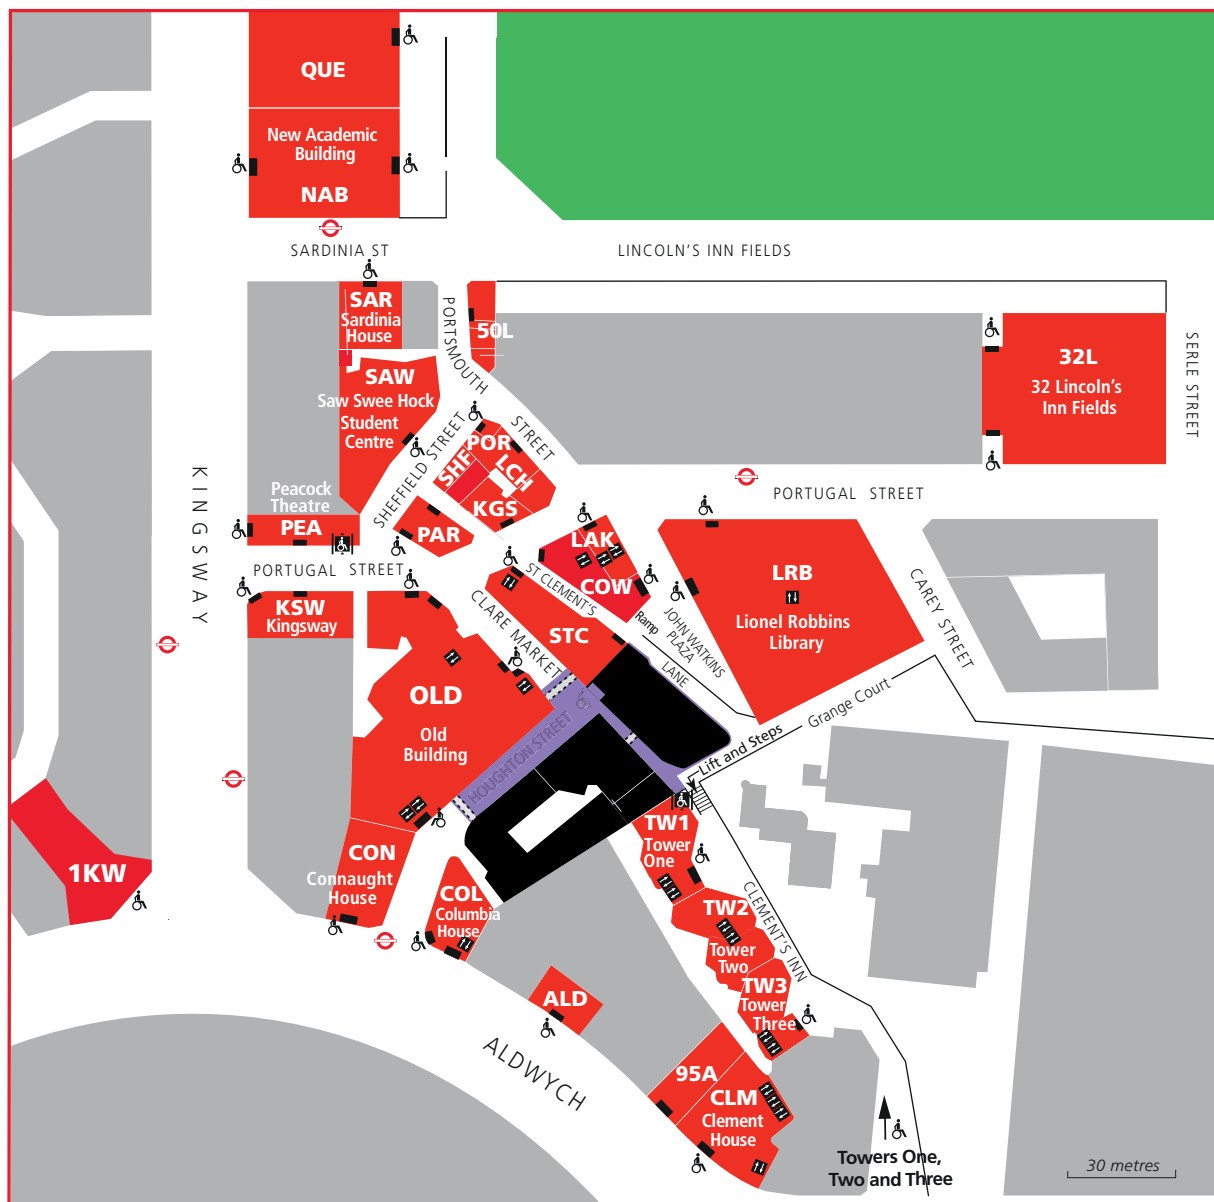 QUE
New Academic
Building
NAB
SARDINIA ST
LINCOLN'S INN FIELDS
SAR
Sardinia
House
PORTSMOUTH
STREET
50L
32L
32 Lincoln's
Inn Fields
SERLE STREET
SAW
Saw Swee Hock
Student
Centre
SHEFFIELD STREET
POR
SHF
LCH
KGS
PAR
KINGSWAY
Peacock
Theatre
PEA
PORTUGAL STREET
PORTUGAL STREET
KSW
Kingsway
LAK
COW
ST CLEMENT'S
LANE
Ramp
JOHN WATKINS
PLAZA
LRB
Lionel Robbins
Library
CAREY STREET
CLARE MARKET
STC
OLD
Old
Building
HOUGHTON STREET
Grange Court
Lift and Steps
1KW
CON
Connaught
House
COL
Columbia
House
TW1
Tower
One
TW2
Tower
Two
TW3
Tower
Three
CLEMENT'S INN
ALD
ALDWYCH
95A
CLM
Clement
House
Towers One,
Two and Three
30 metres